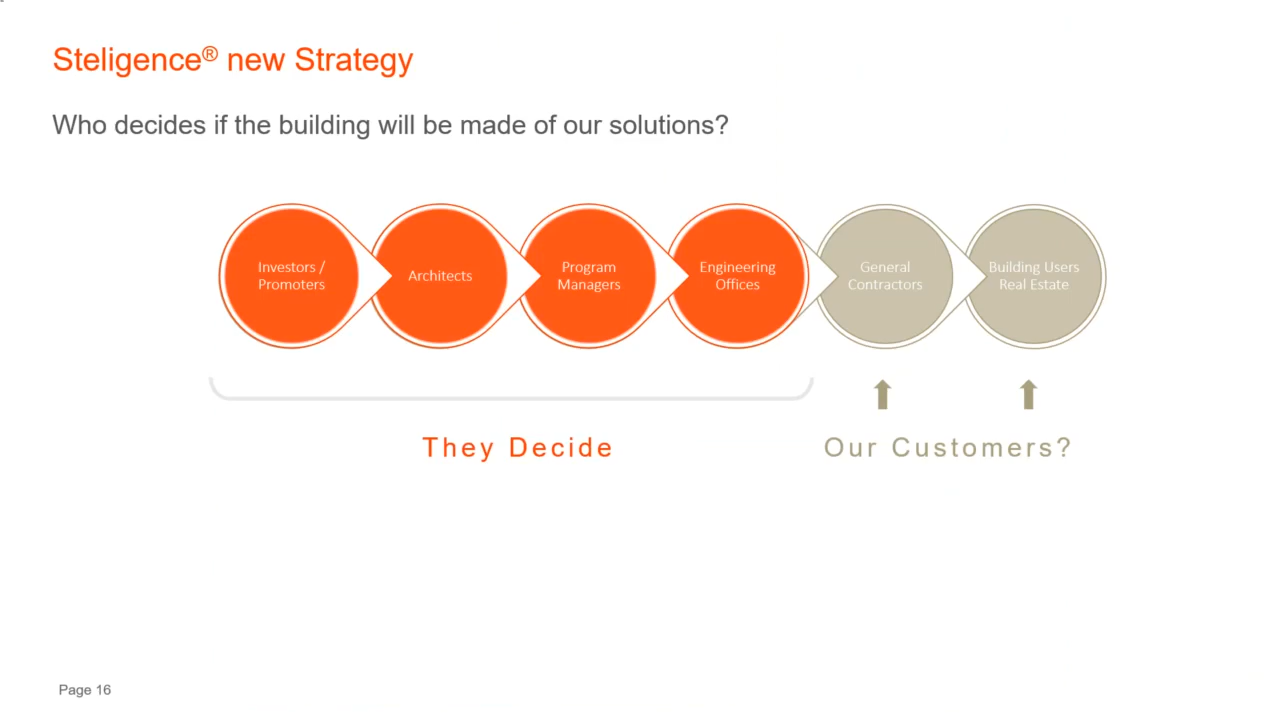 Steligence® new Strategy
Who decides if the building will be made of our solutions?
Investors /
Promoters
Architects
Program
Managers
Engineering
Offices
General
Contractors
Building Users
Real Estate
They Decide
Our Customers?
Page 16